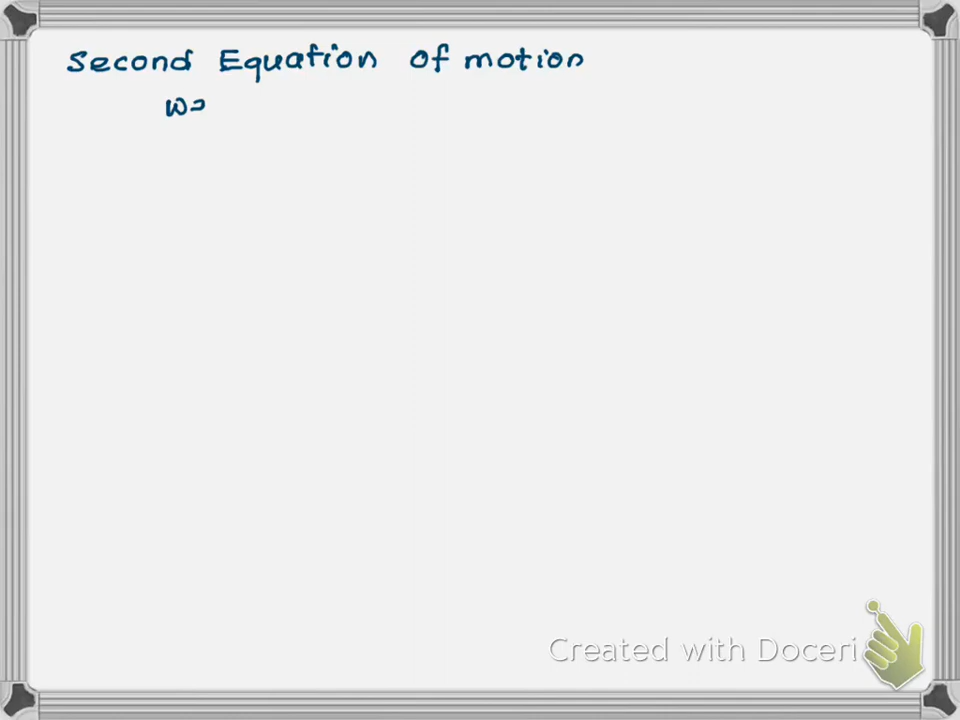 Second Equation of motion
w=
Created with Doceri